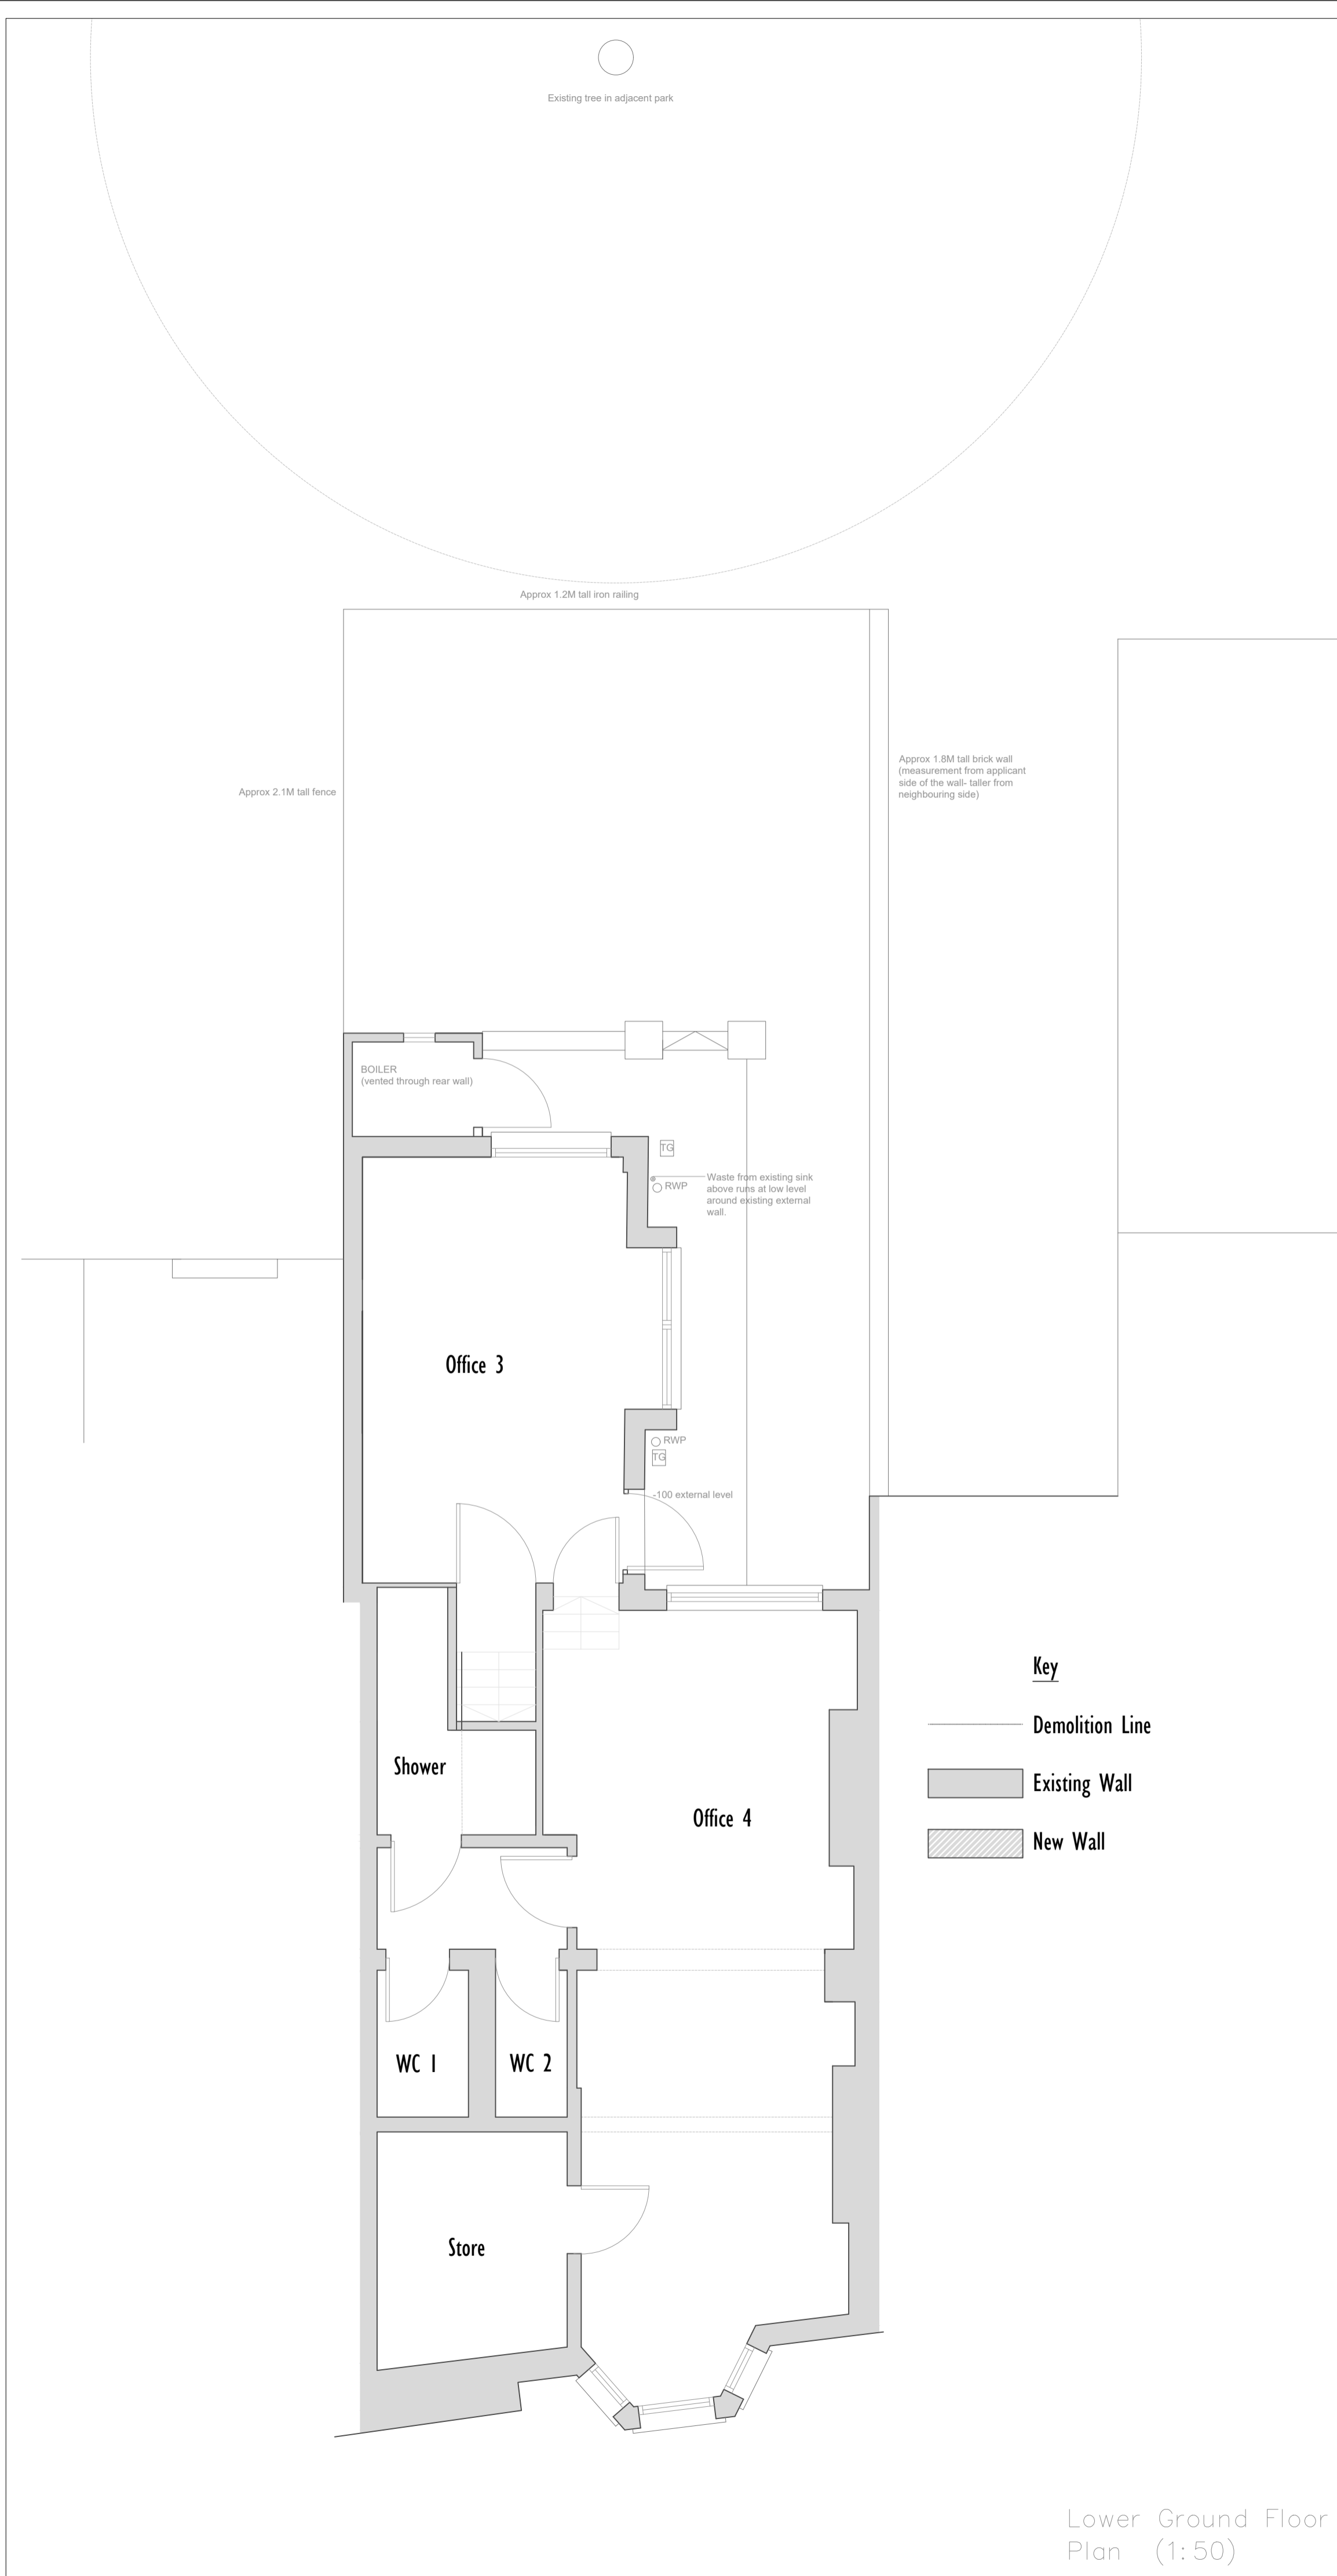 Existing tree in adjacent park
Approx 1.2M tall iron railing
Approx 1.8M tall brick wall
(measurement from applicant
side of the wall- taller from
neighbouring side)
Approx 2.1M tall fence
BOILER
(vented through rear wall)
TG
Waste from existing sink
above runs at low level
around existing external
wall.
RWP
Office 3
RWP
TG
-100 external level
Key
Demolition Line
Existing Wall
New Wall
Shower
Office 4
WC 1
WC 2
Store
Lower Ground Floor
Plan (1:50)